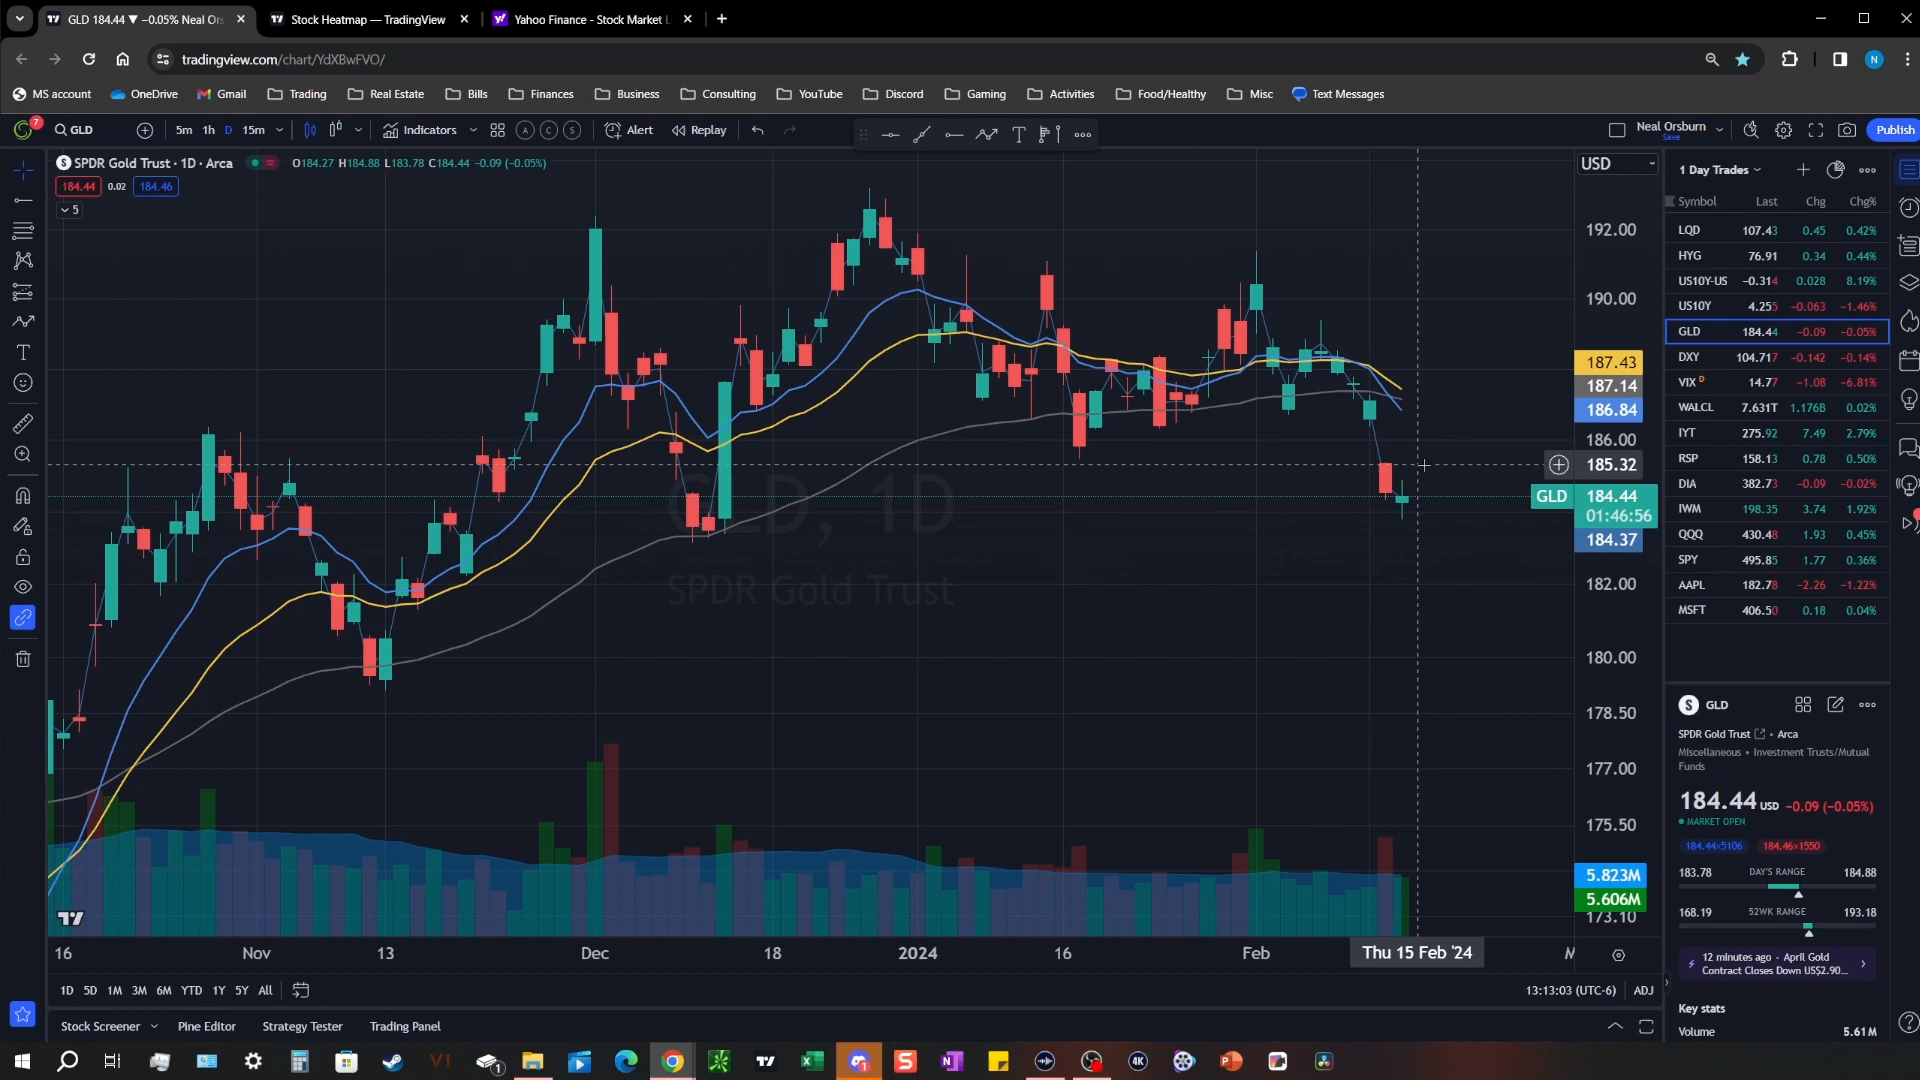 GLD 184.44 ▼ −0.05% Neal Ors
Stock Heatmap — TradingView
Yahoo Finance - Stock Market L
tradingview.com/chart/YdXBwFVO/
N
MS account
OneDrive
Gmail
Trading
Real Estate
Bills
Finances
Business
Consulting
YouTube
Discord
Gaming
Activities
Food/Healthy
Misc
Text Messages
7
GLD
5m 1h D 15m
Indicators
A C S
Alert
Replay
Neal Orsburn
Save
Publish
SPDR Gold Trust · 1D · Arca
O184.27 H184.88 L183.78 C184.44 −0.09 (−0.05%)
184.44 0.02 184.46
5
USD
192.00
190.00
187.43
187.14
186.84
186.00
185.32
GLD 184.44
01:46:56
184.37
182.00
180.00
178.50
177.00
175.50
5.823M
5.606M
173.10
GLD, 1D
SPDR Gold Trust
16 Nov 13 Dec 18 2024 16 Feb Thu 15 Feb '24
1D 5D 1M 3M 6M YTD 1Y 5Y All
13:13:03 (UTC-6) ADJ
Stock Screener Pine Editor Strategy Tester Trading Panel
1 Day Trades
Symbol Last Chg Chg%
LQD 107.43 0.45 0.42%
HYG 76.91 0.34 0.44%
US10Y-US −0.314 0.028 8.19%
US10Y 4.255 −0.063 −1.46%
GLD 184.44 −0.09 −0.05%
DXY 104.717 −0.142 −0.14%
VIX D 14.77 −1.08 −6.81%
WALCL 7.631T 1.176B 0.02%
IYT 275.92 7.49 2.79%
RSP 158.13 0.78 0.50%
DIA 382.73 −0.09 −0.02%
IWM 198.35 3.74 1.92%
QQQ 430.48 1.93 0.45%
SPY 495.85 1.77 0.36%
AAPL 182.78 −2.26 −1.22%
MSFT 406.50 0.18 0.04%
S GLD
SPDR Gold Trust • Arca
Miscellaneous • Investment Trusts/Mutual
Funds
184.44 USD −0.09 (−0.05%)
MARKET OPEN
184.44×5106 184.46×1550
183.78 DAY'S RANGE 184.88
168.19 52WK RANGE 193.18
12 minutes ago · April Gold
Contract Closes Down US$2.90...
Key stats
Volume 5.61M